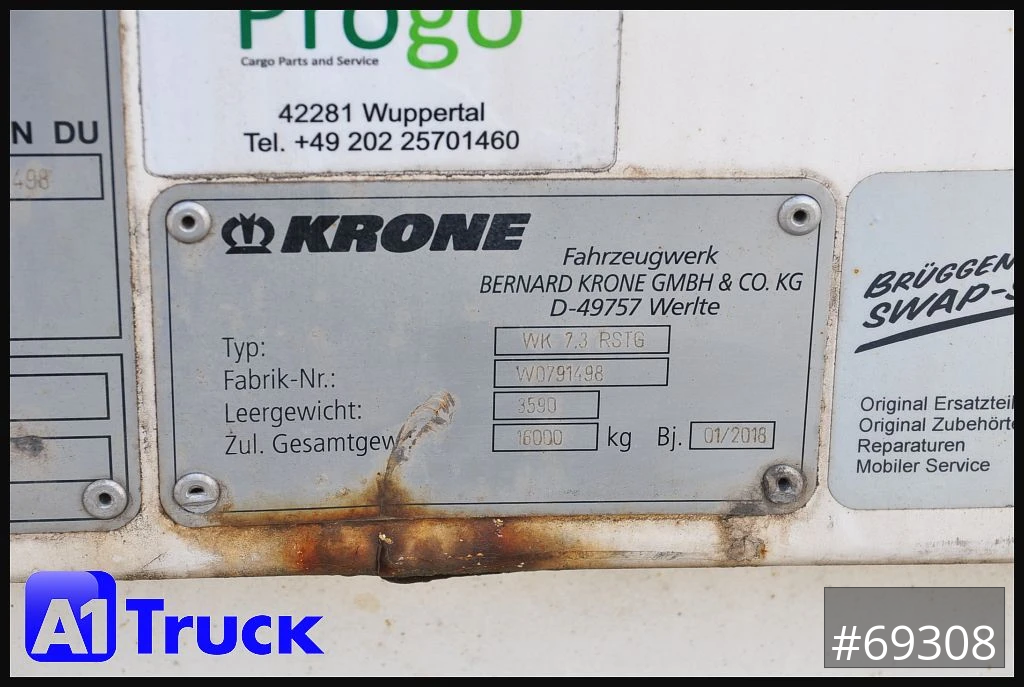 Progo
Cargo Parts and Service
42281 Wuppertal
Tel. +49 202 25701460
N DU
498
KRONE
Fahrzeugwerk
BERNARD KRONE GMBH & CO. KG
D-49757 Werlte
Typ: WK 7.3 RSTG
Fabrik-Nr.: W0791498
Leergewicht: 3590
Zul. Gesamtgew 16000 kg Bj. 01/2018
BRÜGGEN
SWAP-
Original Ersatzteil
Original Zubehört
Reparaturen
Mobiler Service
A1 Truck
#69308